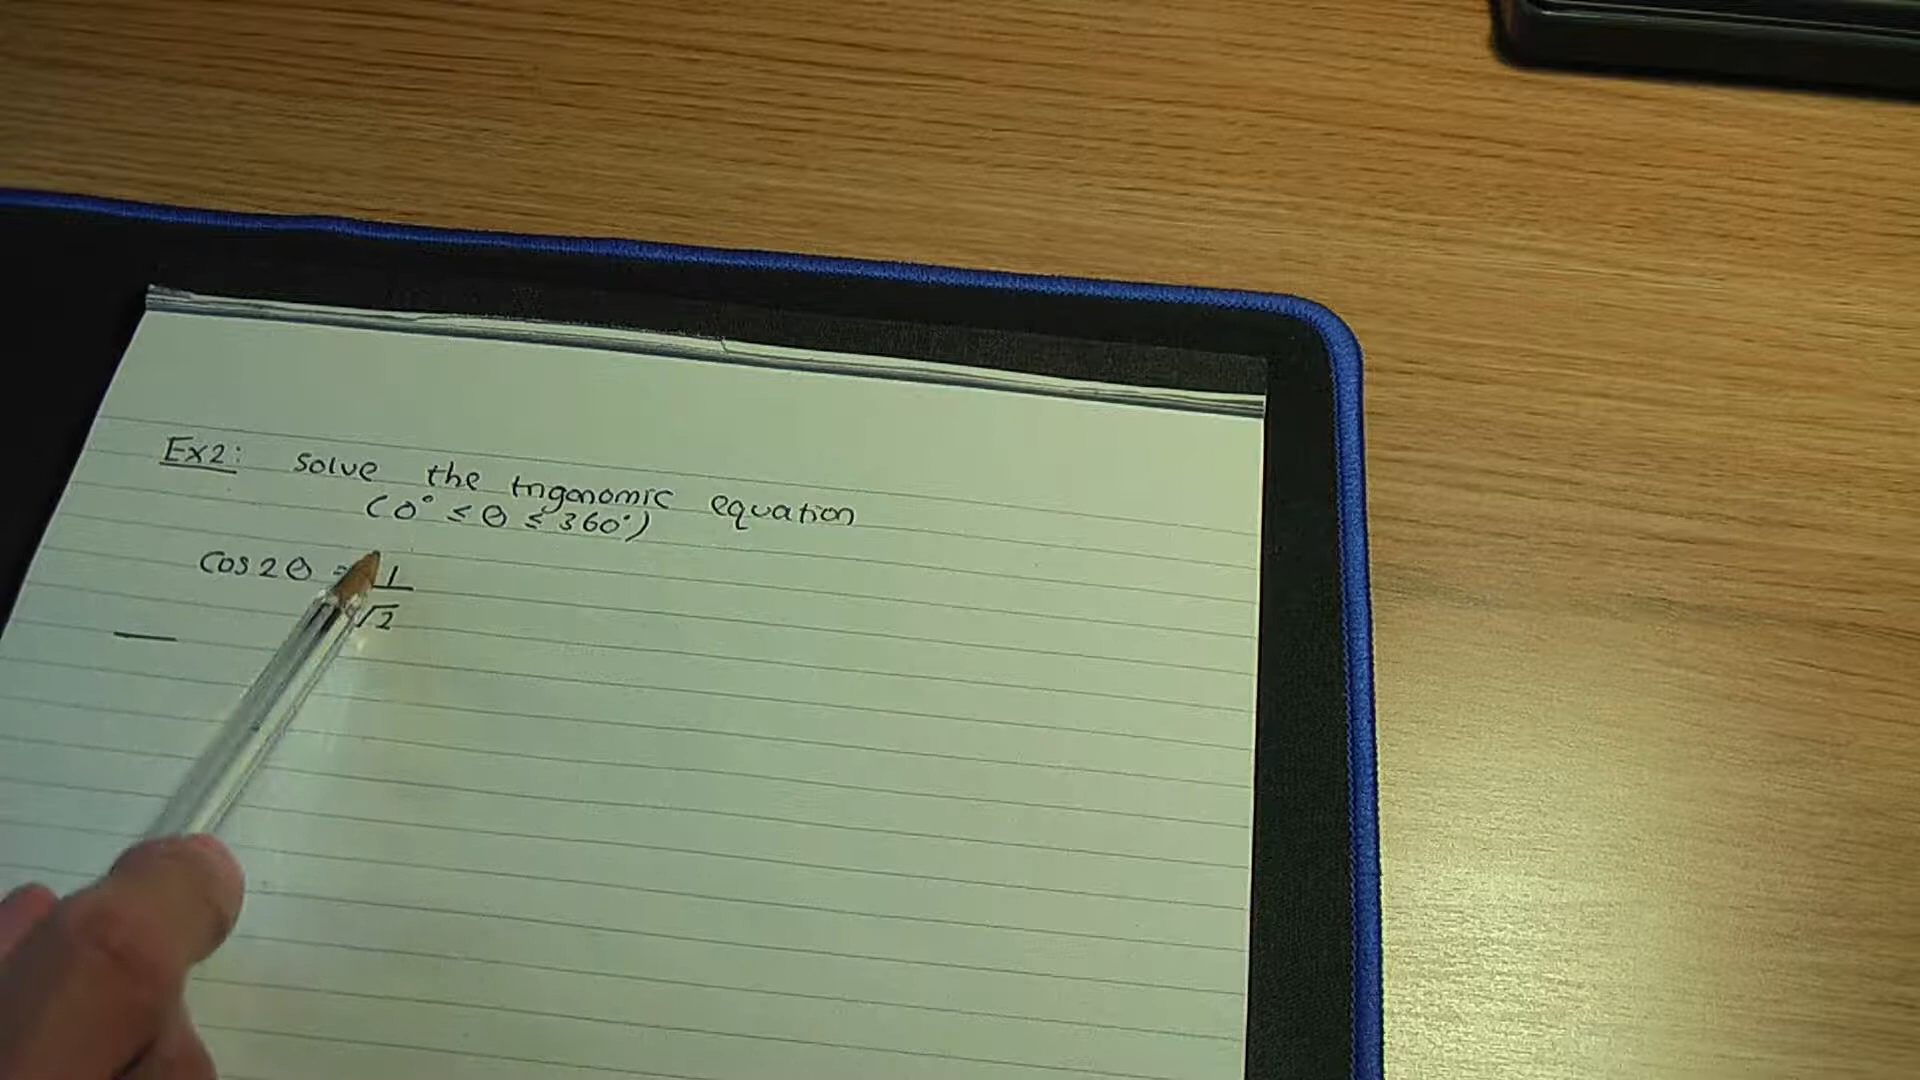 Ex2: solve the trigonomic equation
(0° ≤ θ ≤ 360°)
cos 2θ = 1/√2